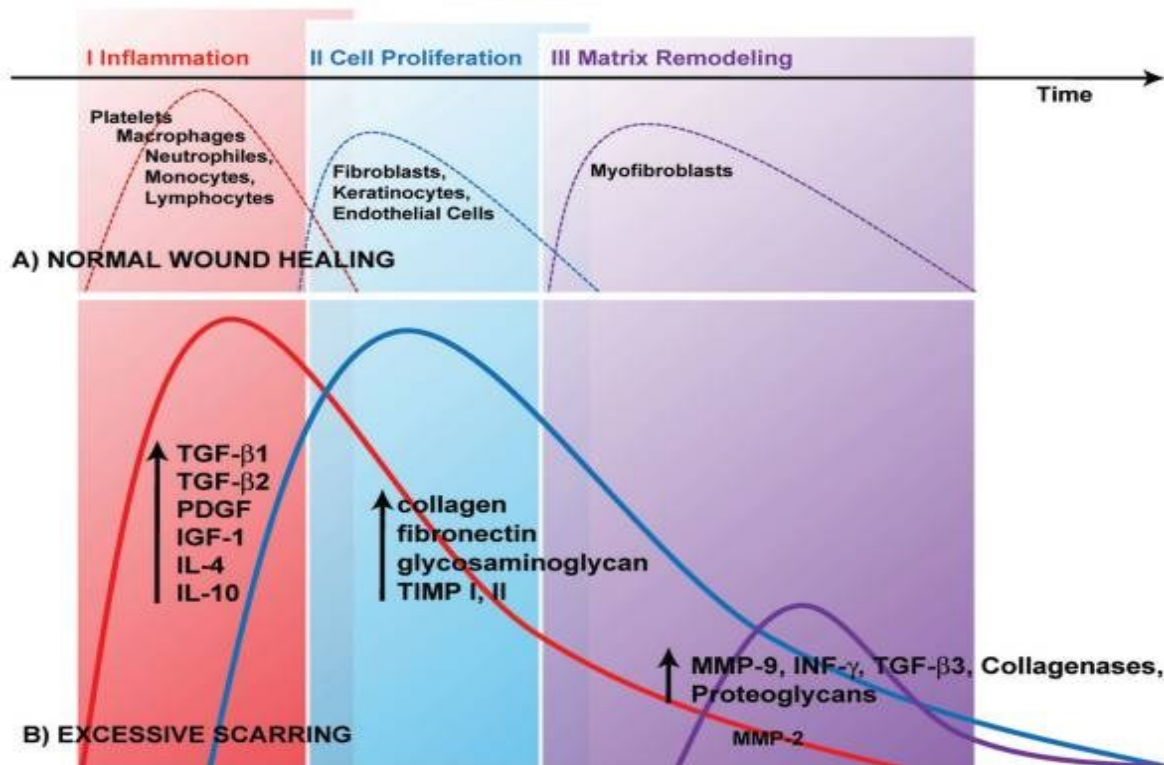 I Inflammation
II Cell Proliferation
III Matrix Remodeling
Time
Platelets
Macrophages
Neutrophiles,
Monocytes,
Lymphocytes
Fibroblasts,
Keratinocytes,
Endothelial Cells
Myofibroblasts
A) NORMAL WOUND HEALING
TGF-β1
TGF-β2
PDGF
IGF-1
IL-4
IL-10
collagen
fibronectin
glycosaminoglycan
TIMP I, II
MMP-9, INF-γ, TGF-β3, Collagenases,
Proteoglycans
MMP-2
B) EXCESSIVE SCARRING